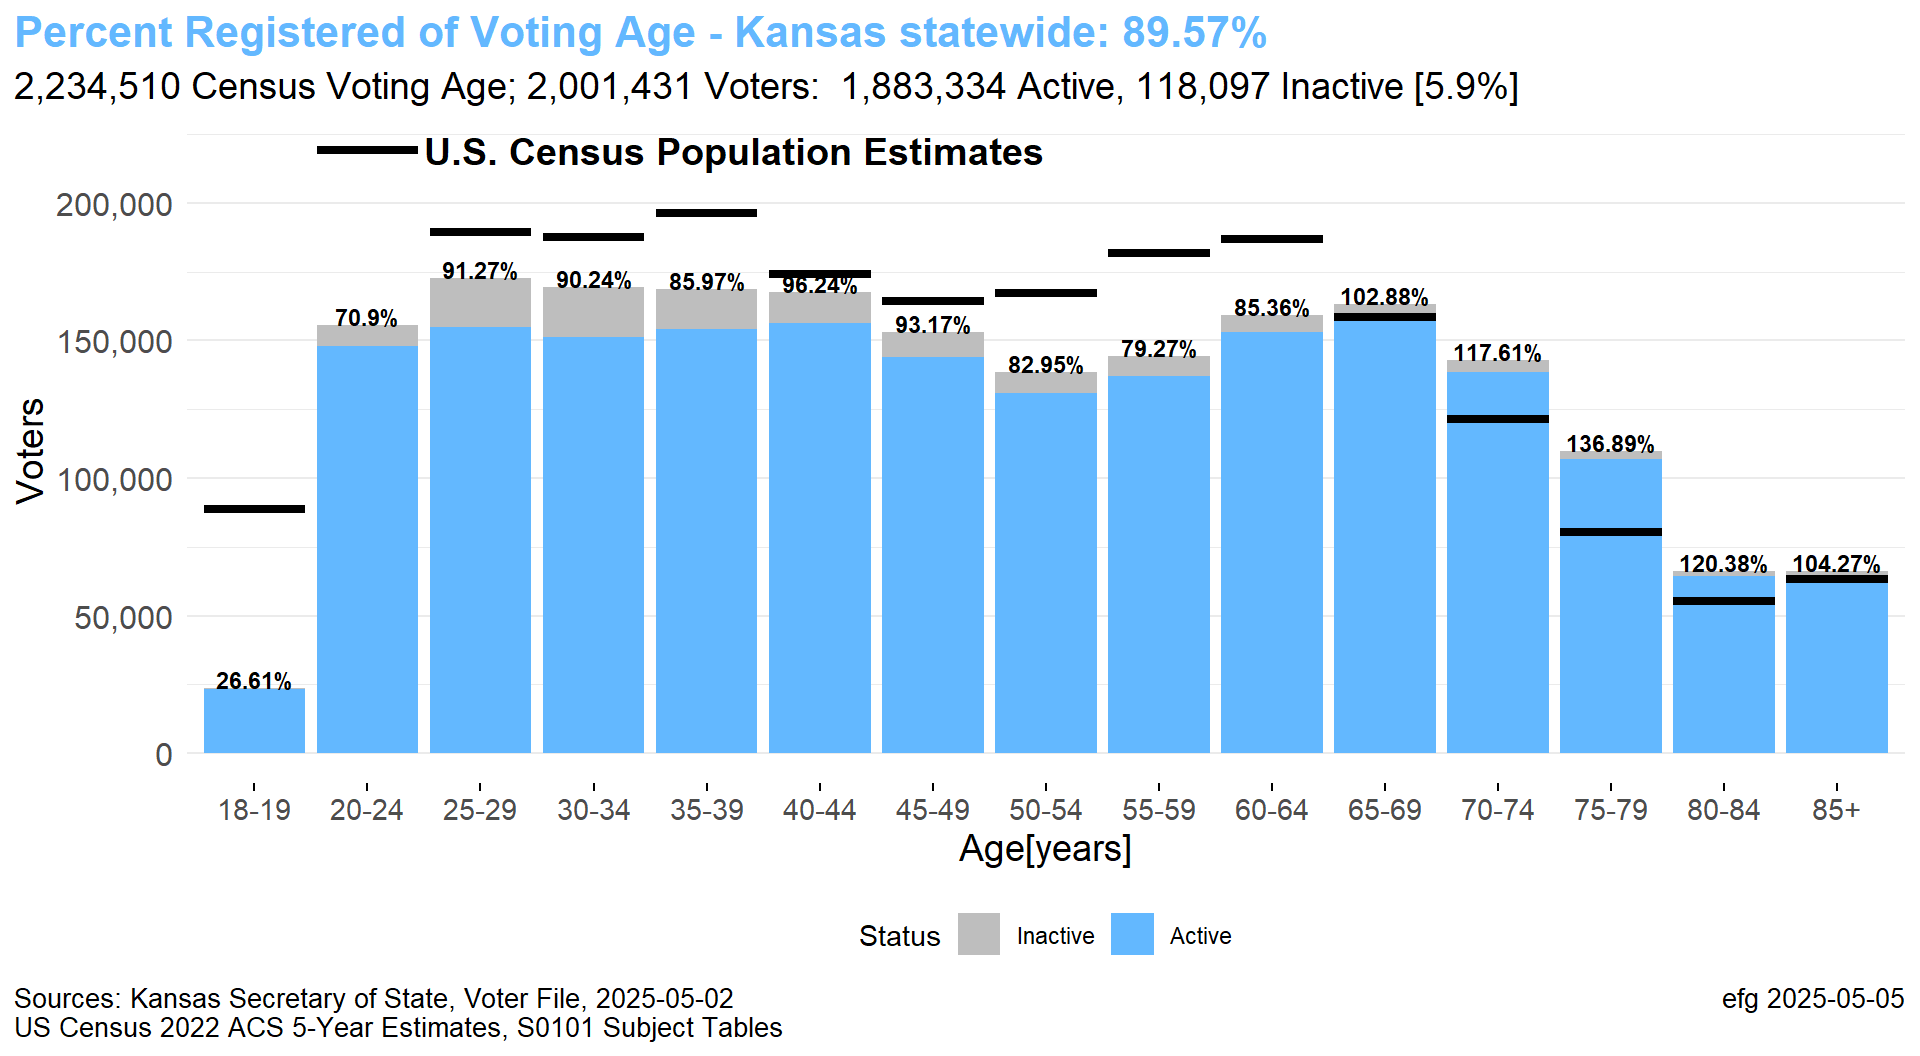 Percent Registered of Voting Age - Kansas statewide: 89.57%
2,234,510 Census Voting Age; 2,001,431 Voters:  1,883,334 Active, 118,097 Inactive [5.9%]
U.S. Census Population Estimates
Voters
200,000
150,000
100,000
50,000
0
26.61%
70.9%
91.27%
90.24%
85.97%
96.24%
93.17%
82.95%
79.27%
85.36%
102.88%
117.61%
136.89%
120.38%
104.27%
18-19 20-24 25-29 30-34 35-39 40-44 45-49 50-54 55-59 60-64 65-69 70-74 75-79 80-84 85+
Age[years]
Status Inactive Active
Sources: Kansas Secretary of State, Voter File, 2025-05-02
efg 2025-05-05
US Census 2022 ACS 5-Year Estimates, S0101 Subject Tables